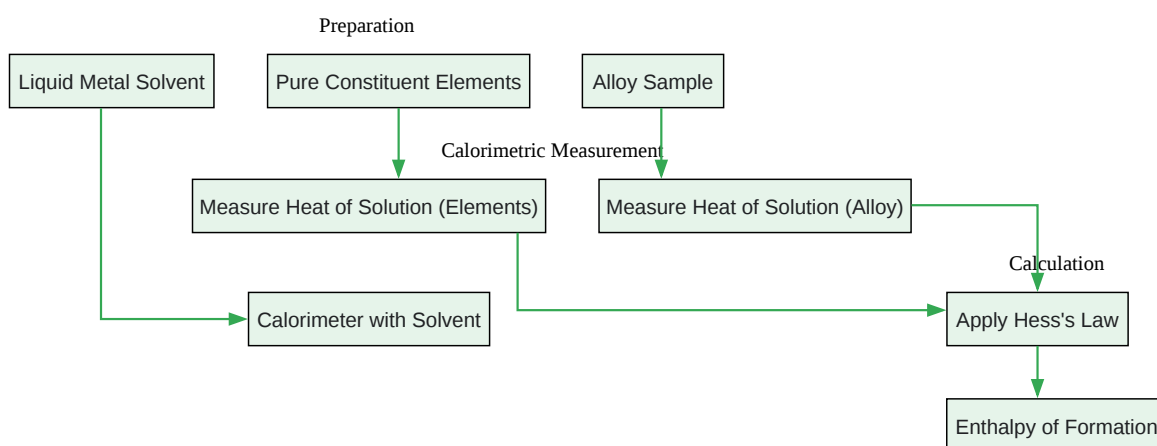 Preparation
Liquid Metal Solvent
Pure Constituent Elements
Alloy Sample
Calorimetric Measurement
Measure Heat of Solution (Elements)
Measure Heat of Solution (Alloy)
Calculation
Calorimeter with Solvent
Apply Hess's Law
Enthalpy of Formation